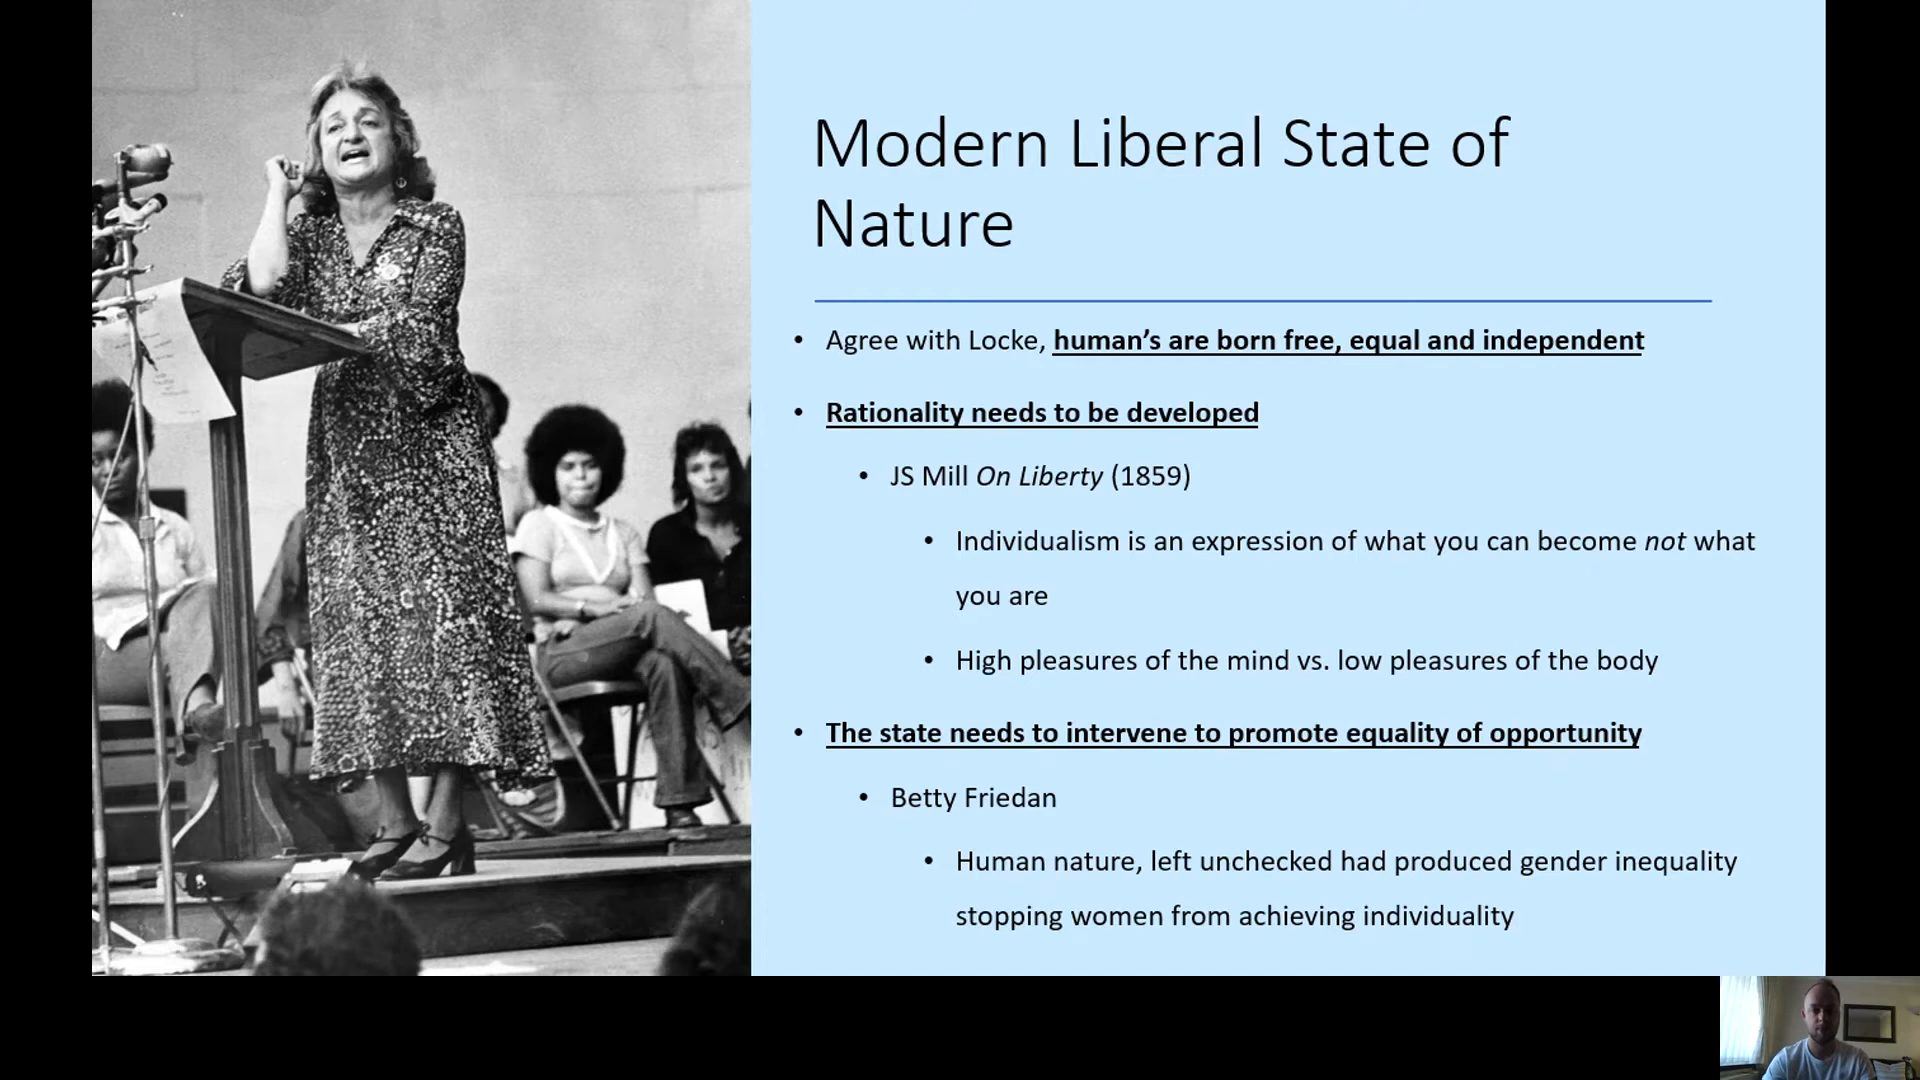 Modern Liberal State of
Nature
• Agree with Locke, human's are born free, equal and independent
• Rationality needs to be developed
• JS Mill On Liberty (1859)
• Individualism is an expression of what you can become not what
you are
• High pleasures of the mind vs. low pleasures of the body
• The state needs to intervene to promote equality of opportunity
• Betty Friedan
• Human nature, left unchecked had produced gender inequality
stopping women from achieving individuality